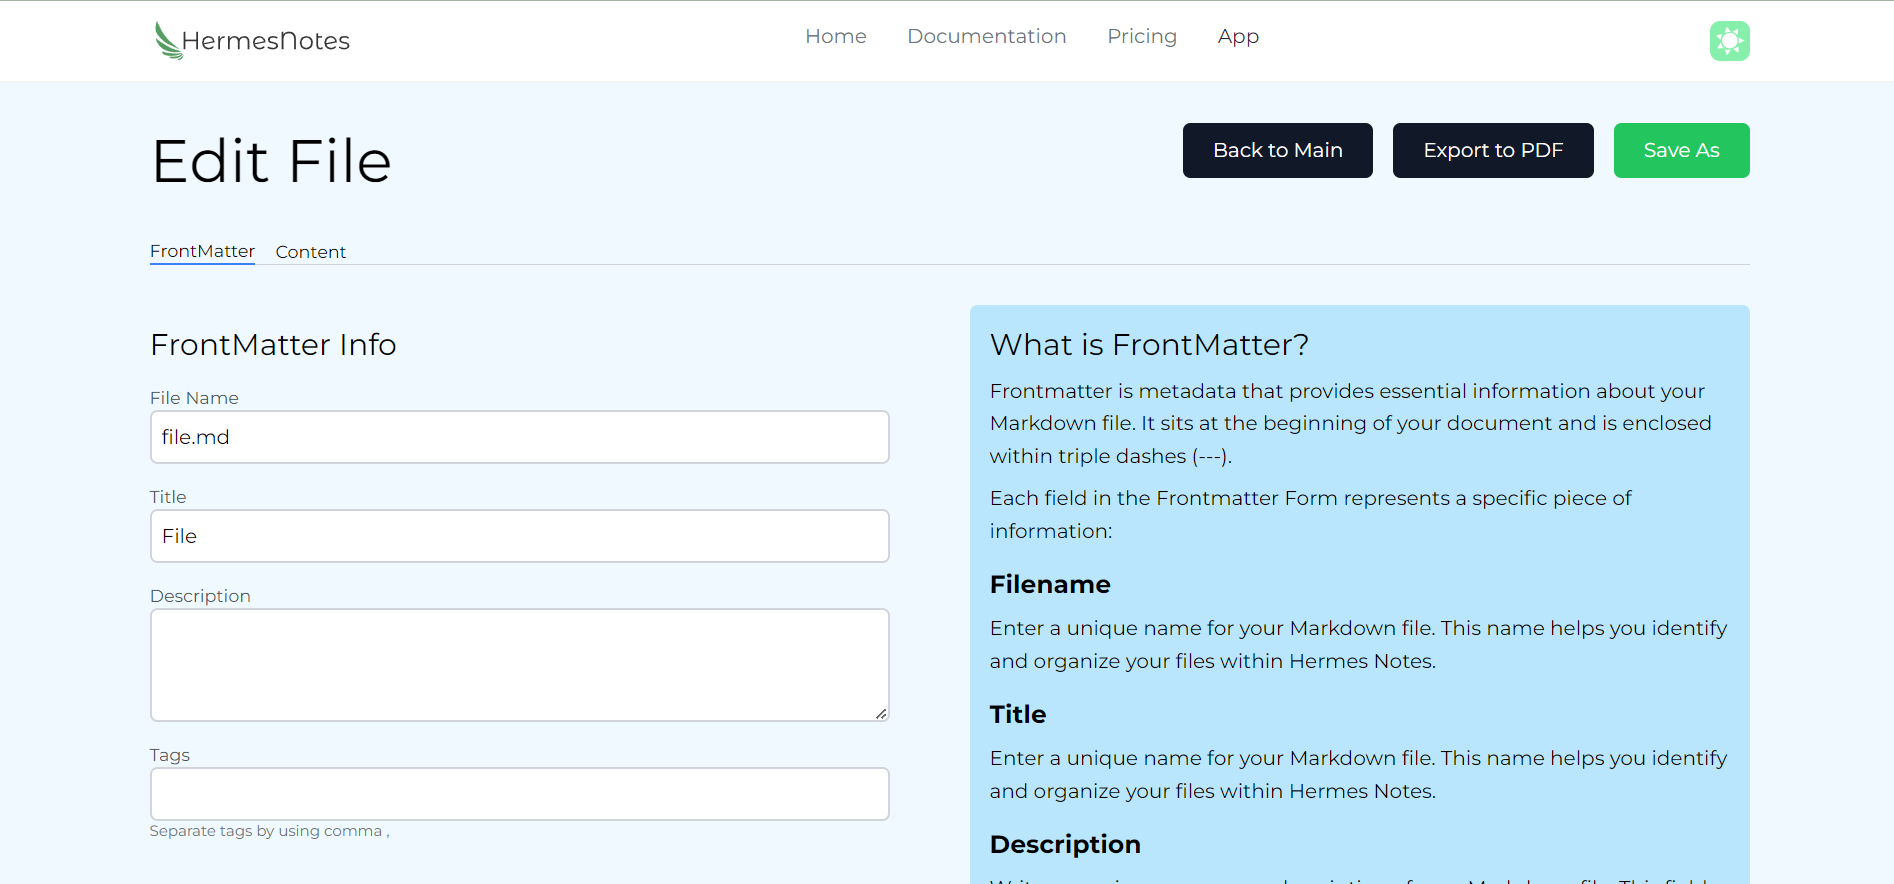 HermesNotes
Home Documentation Pricing App
Edit File
Back to Main Export to PDF Save As
FrontMatter Content
FrontMatter Info
File Name
file.md
Title
File
Description
Tags
Separate tags by using comma ,
What is FrontMatter?
Frontmatter is metadata that provides essential information about your
Markdown file. It sits at the beginning of your document and is enclosed
within triple dashes (---).
Each field in the Frontmatter Form represents a specific piece of
information:
Filename
Enter a unique name for your Markdown file. This name helps you identify
and organize your files within Hermes Notes.
Title
Enter a unique name for your Markdown file. This name helps you identify
and organize your files within Hermes Notes.
Description